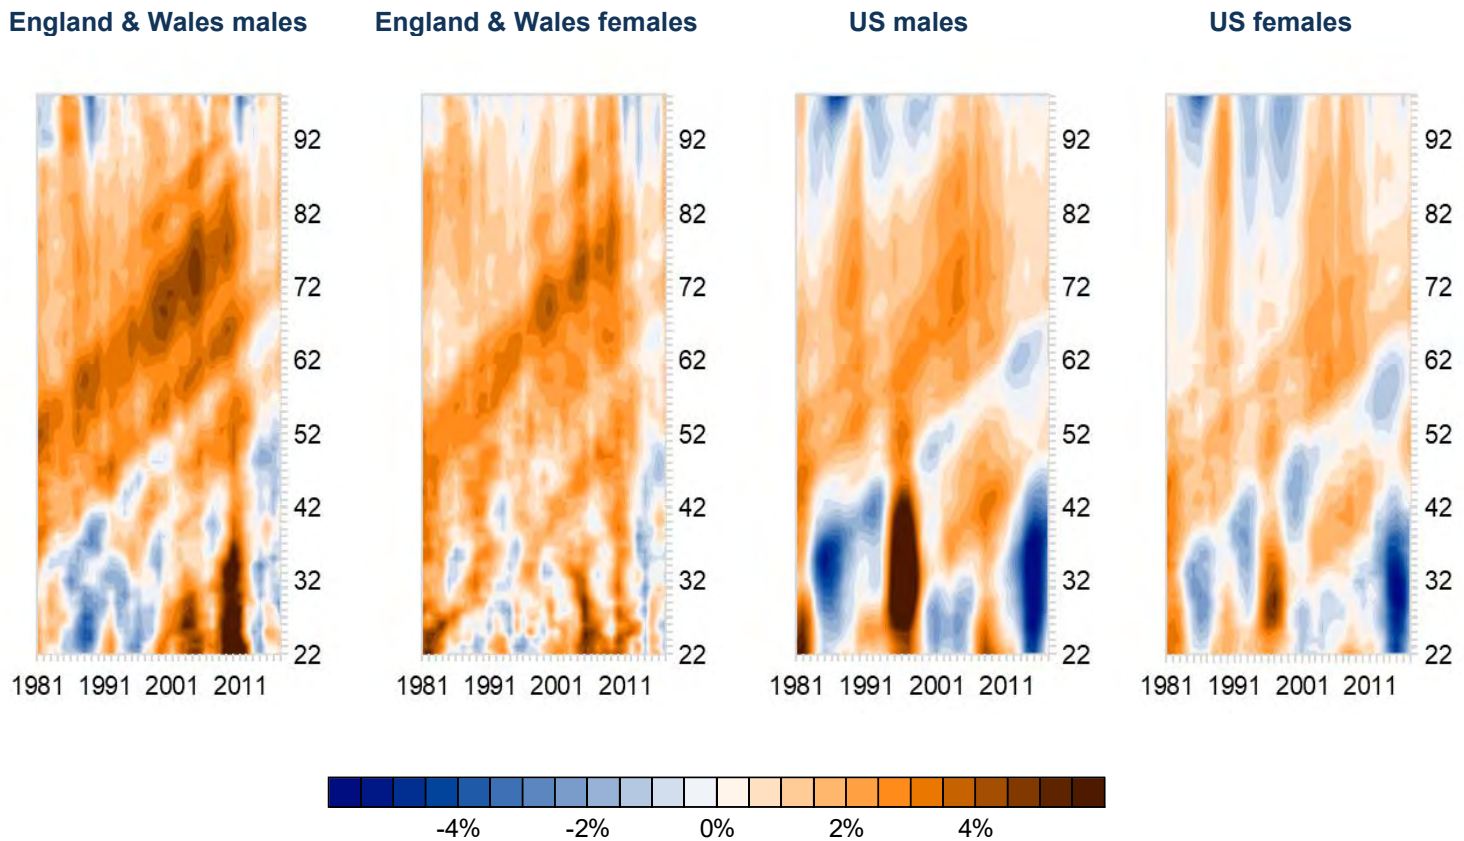 England & Wales males England & Wales females US males US females
92 92 92 92
82 82 82 82
72 72 72 72
62 62 62 62
52 52 52 52
42 42 42 42
32 32 32 32
22 22 22 22
1981 1991 2001 2011 1981 1991 2001 2011 1981 1991 2001 2011 1981 1991 2001 2011
-4% -2% 0% 2% 4%